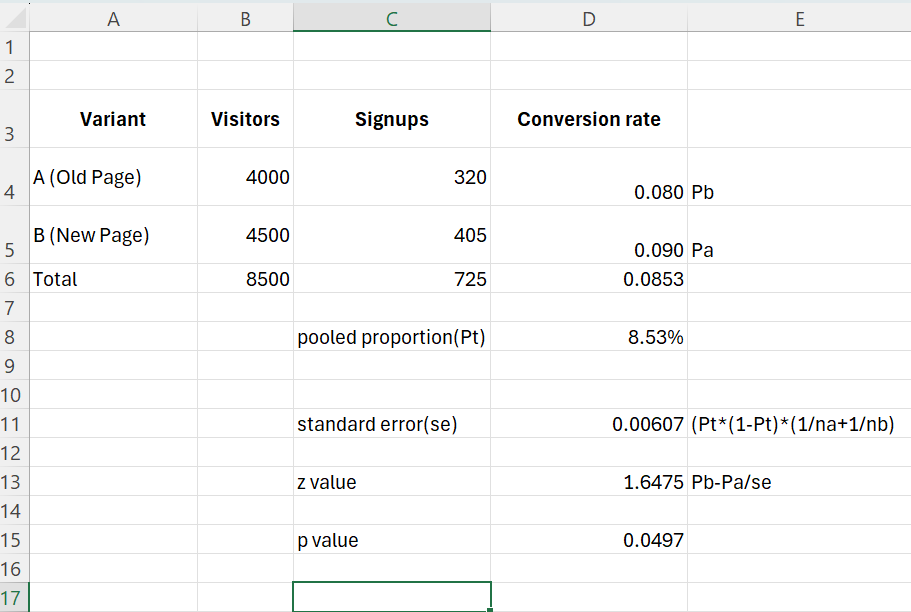 A B C D E
1
2
3 Variant Visitors Signups Conversion rate
4 A (Old Page) 4000 320 0.080 Pb
5 B (New Page) 4500 405 0.090 Pa
6 Total 8500 725 0.0853
7
8 pooled proportion(Pt) 8.53%
9
10
11 standard error(se) 0.00607 (Pt*(1-Pt)*(1/na+1/nb)
12
13 z value 1.6475 Pb-Pa/se
14
15 p value 0.0497
16
17